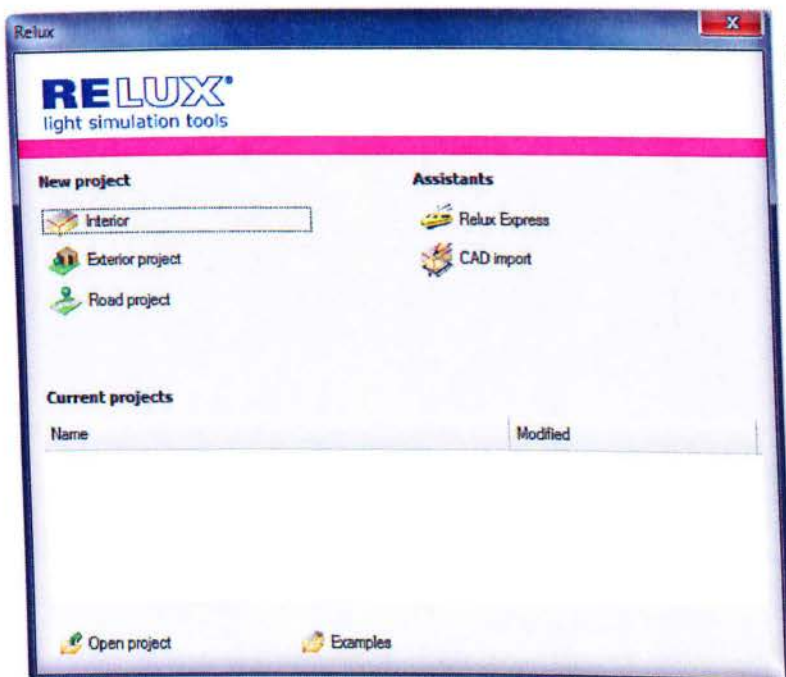 Relux
X
RELUX®
light simulation tools
New project
Assistants
Interior
Relux Express
Exterior project
CAD import
Road project
Current projects
Name
Modified
Open project
Examples